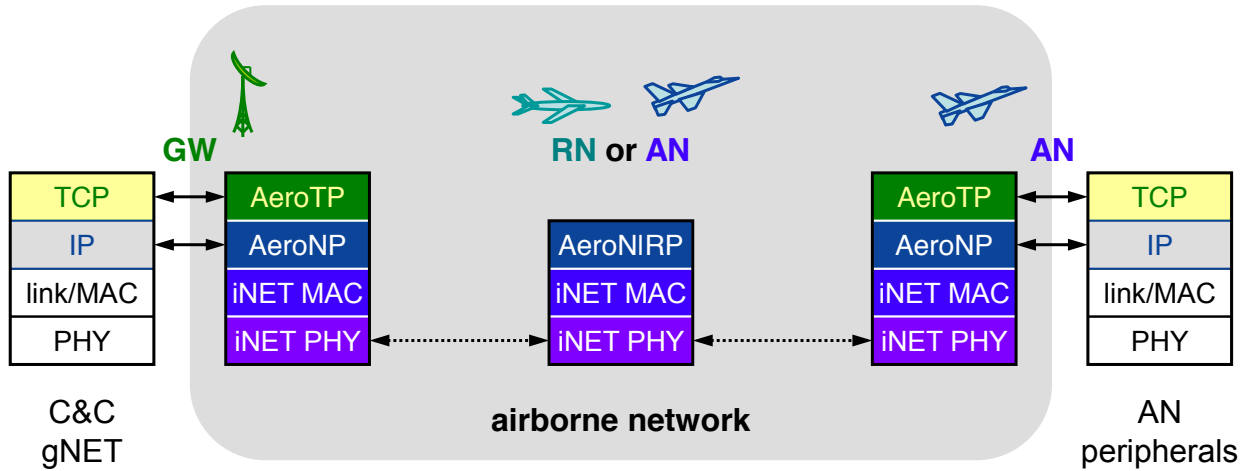 GW
RN or AN
AN
TCP
IP
link/MAC
PHY
AeroTP
AeroNP
iNET MAC
iNET PHY
AeroNIRP
iNET MAC
iNET PHY
AeroTP
AeroNP
iNET MAC
iNET PHY
TCP
IP
link/MAC
PHY
C&C
gNET
airborne network
AN
peripherals